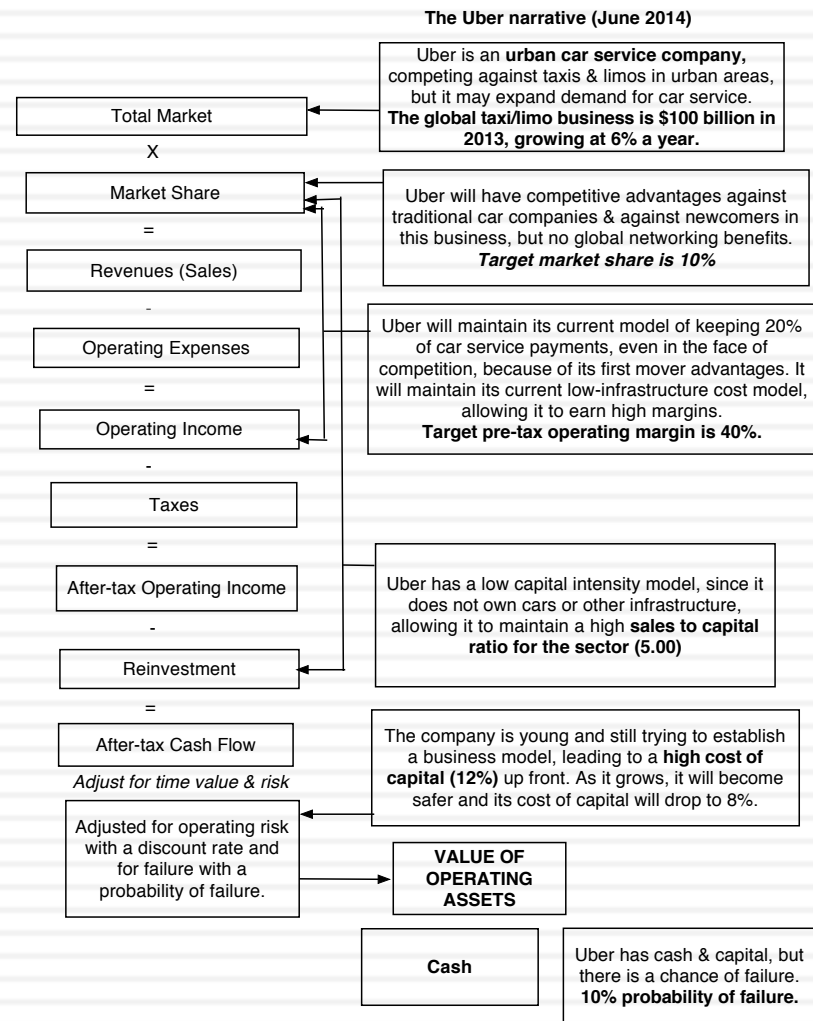 The Uber narrative (June 2014)
Uber is an urban car service company,
competing against taxis & limos in urban areas,
but it may expand demand for car service.
The global taxi/limo business is $100 billion in
2013, growing at 6% a year.
Total Market
X
Market Share
Uber will have competitive advantages against
traditional car companies & against newcomers in
this business, but no global networking benefits.
Target market share is 10%
=
Revenues (Sales)
-
Operating Expenses
Uber will maintain its current model of keeping 20%
of car service payments, even in the face of
competition, because of its first mover advantages. It
will maintain its current low-infrastructure cost model,
allowing it to earn high margins.
Target pre-tax operating margin is 40%.
=
Operating Income
-
Taxes
=
After-tax Operating Income
Uber has a low capital intensity model, since it
does not own cars or other infrastructure,
allowing it to maintain a high sales to capital
ratio for the sector (5.00)
-
Reinvestment
=
After-tax Cash Flow
The company is young and still trying to establish
a business model, leading to a high cost of
capital (12%) up front. As it grows, it will become
safer and its cost of capital will drop to 8%.
Adjust for time value & risk
Adjusted for operating risk
with a discount rate and
for failure with a
probability of failure.
VALUE OF
OPERATING
ASSETS
Cash
Uber has cash & capital, but
there is a chance of failure.
10% probability of failure.